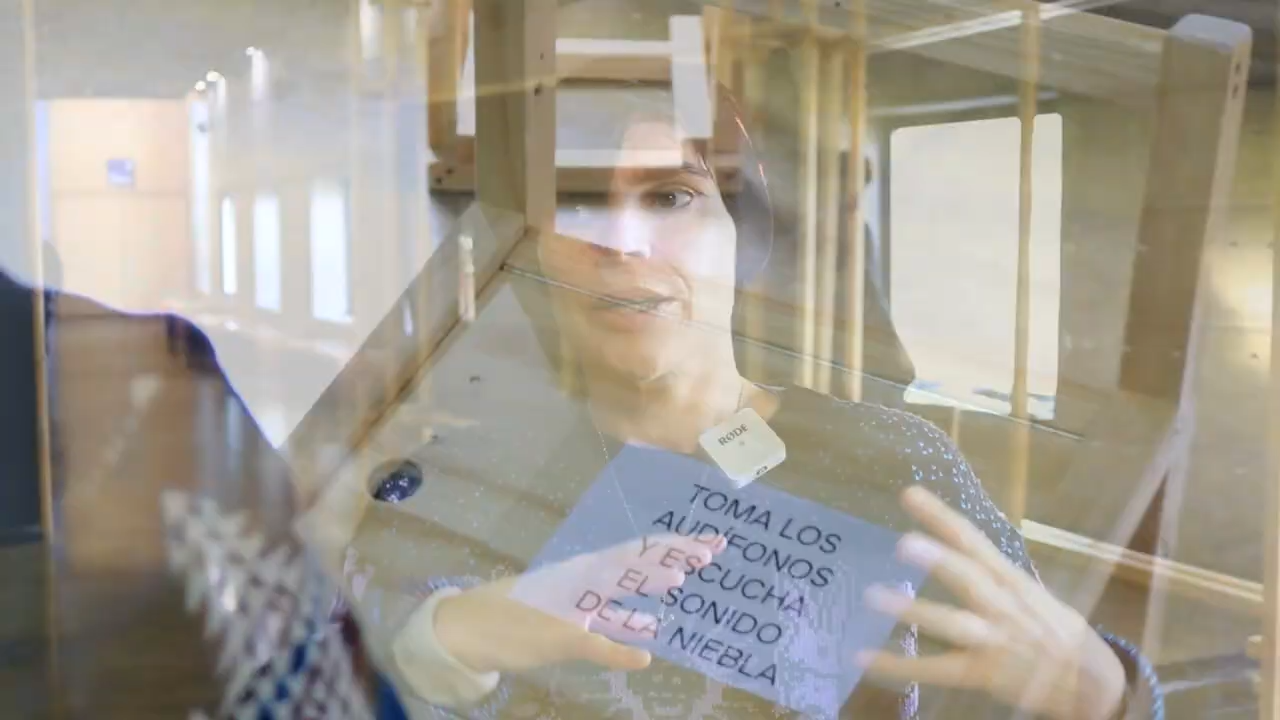 RØDE
TOMA LOS
AUDÍFONOS
Y ESCUCHA
EL SONIDO
DE LA NIEBLA